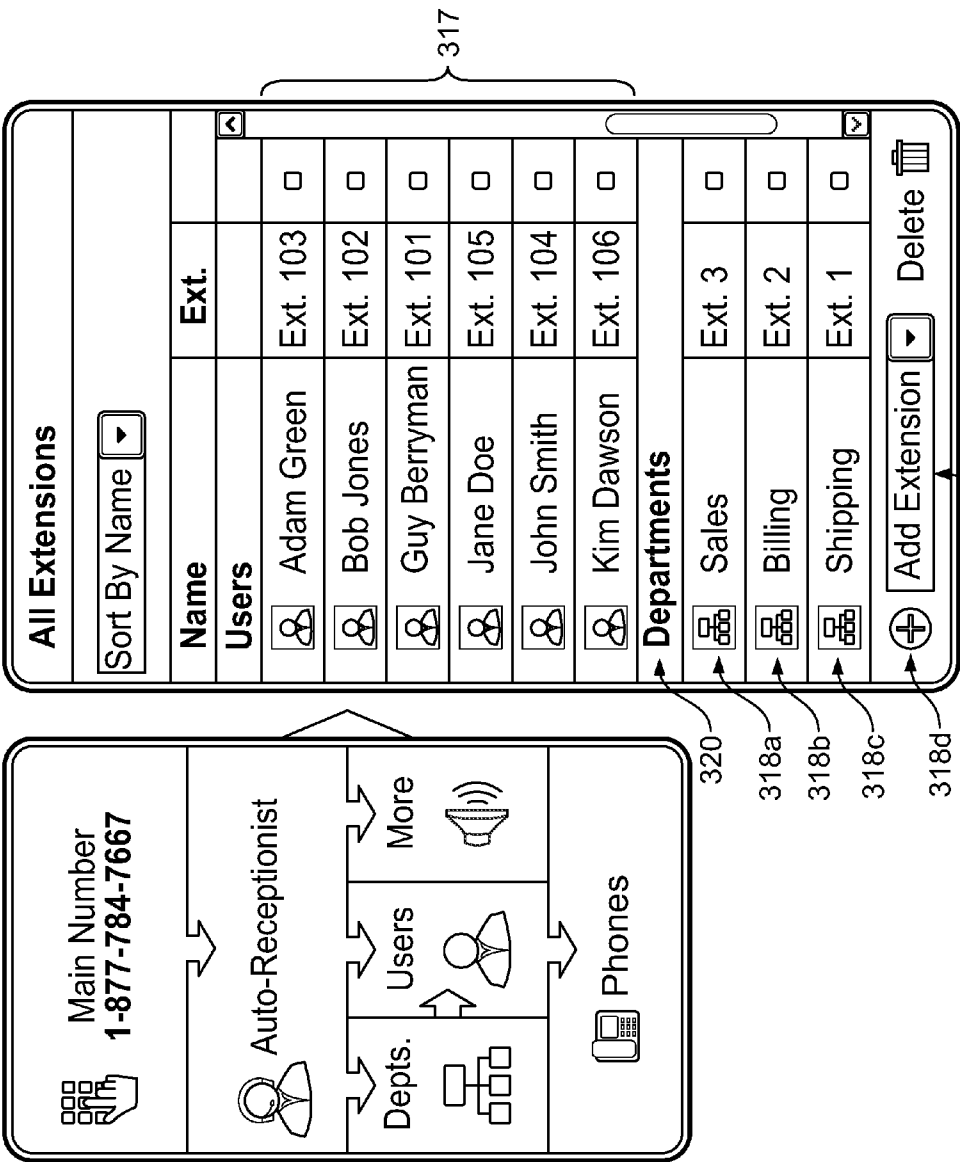 Main Number
1-877-784-7667
Auto-Receptionist
Depts.
Users
More
Phones
All Extensions
Sort By Name
Name Ext.
Users
Adam Green Ext. 103
Bob Jones Ext. 102
Guy Berryman Ext. 101
Jane Doe Ext. 105
John Smith Ext. 104
Kim Dawson Ext. 106
Departments
Sales Ext. 3
Billing Ext. 2
Shipping Ext. 1
Add Extension Delete
317
320
318a
318b
318c
318d